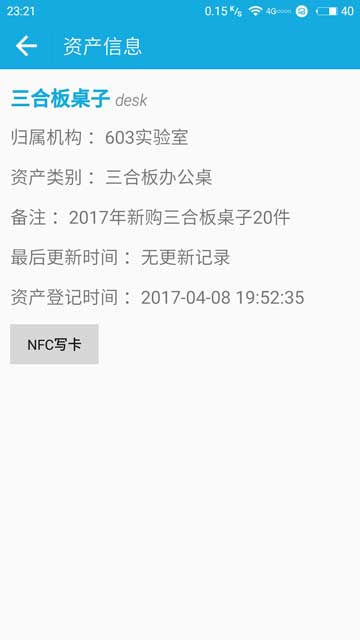 23:21 0.15 K/s 4G 40
资产信息
三合板桌子 desk
归属机构：603实验室
资产类别：三合板办公桌
备注：2017年新购三合板桌子20件
最后更新时间：无更新记录
资产登记时间：2017-04-08 19:52:35
NFC写卡